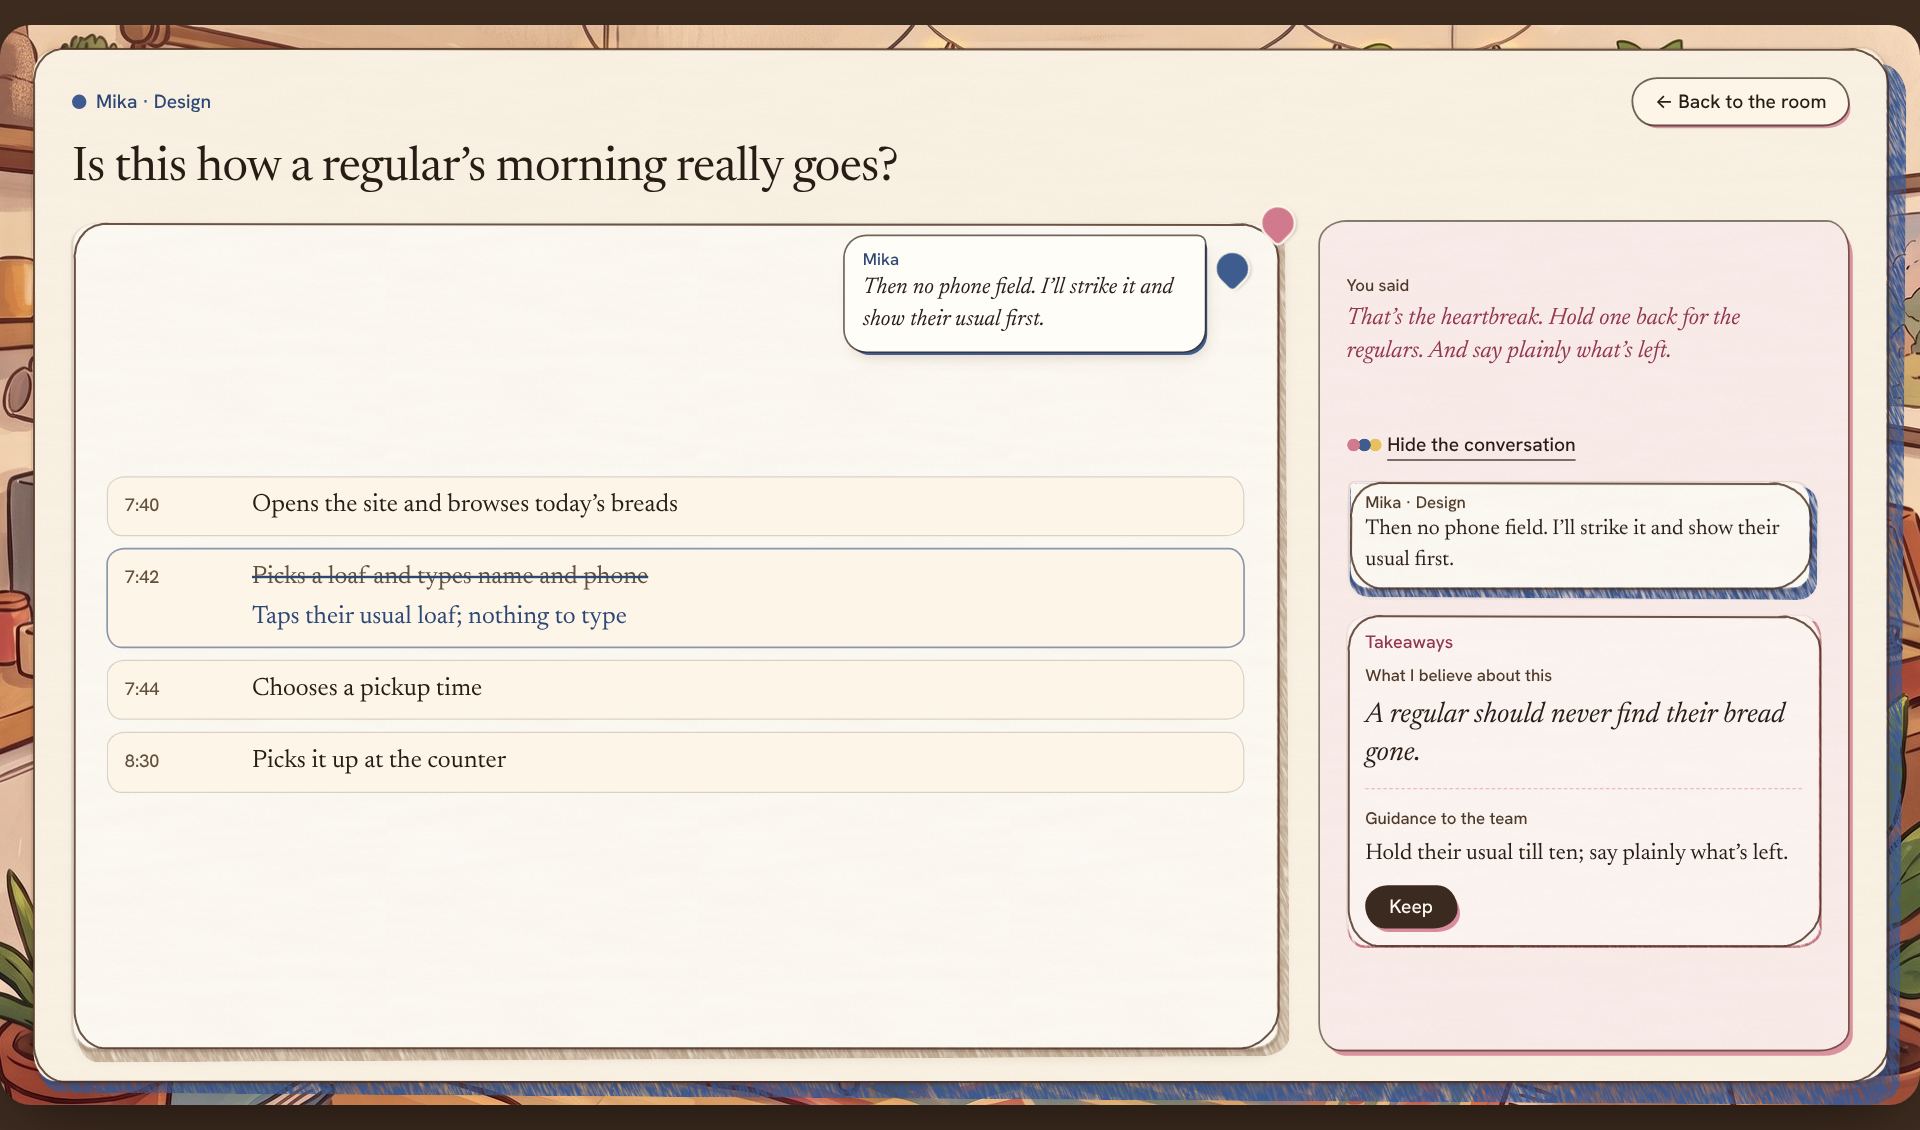 Mika · Design
← Back to the room
Is this how a regular’s morning really goes?
Mika
Then no phone field. I’ll strike it and
show their usual first.
7:40 Opens the site and browses today’s breads
7:42 Picks a loaf and types name and phone
Taps their usual loaf; nothing to type
7:44 Chooses a pickup time
8:30 Picks it up at the counter
You said
That’s the heartbreak. Hold one back for the
regulars. And say plainly what’s left.
Hide the conversation
Mika · Design
Then no phone field. I’ll strike it and show their
usual first.
Takeaways
What I believe about this
A regular should never find their bread
gone.
Guidance to the team
Hold their usual till ten; say plainly what’s left.
Keep